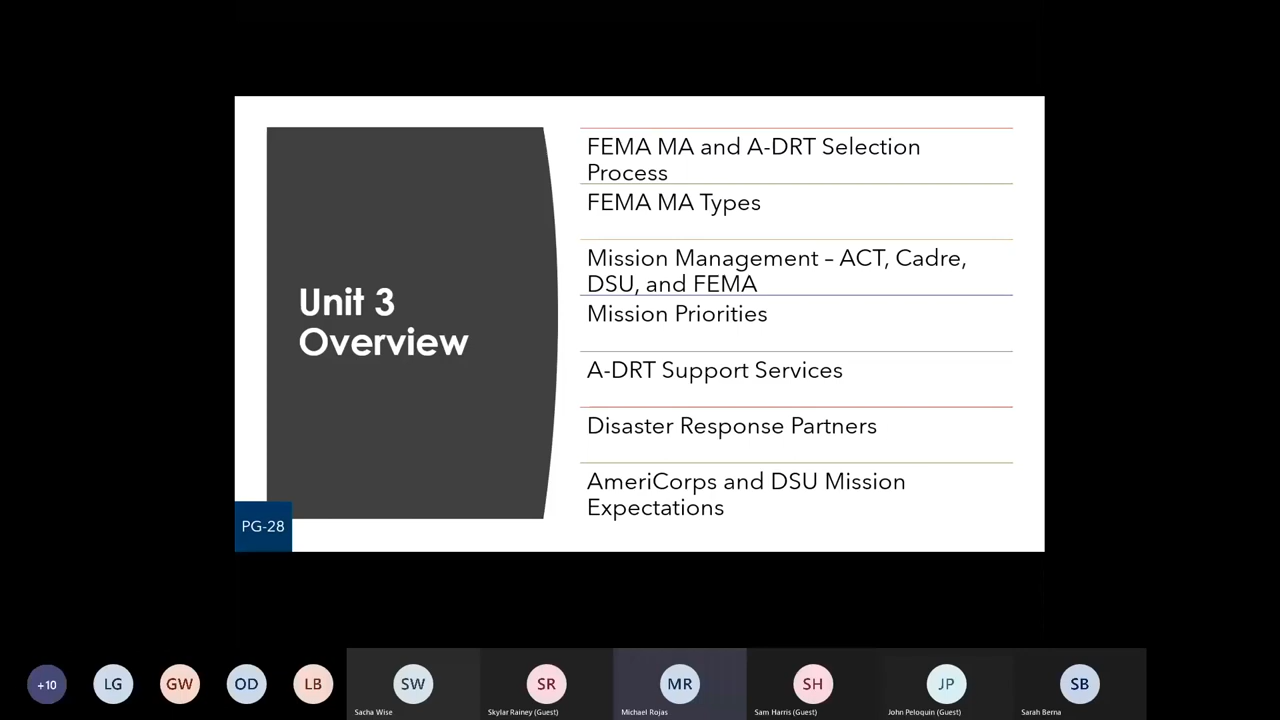 Unit 3
Overview
PG-28
FEMA MA and A-DRT Selection
Process
FEMA MA Types
Mission Management – ACT, Cadre,
DSU, and FEMA
Mission Priorities
A-DRT Support Services
Disaster Response Partners
AmeriCorps and DSU Mission
Expectations
+10
LG
GW
OD
LB
SW
Sacha Wise
SR
Skylar Rainey (Guest)
MR
Michael Rojas
SH
Sam Harris (Guest)
JP
John Peloquin (Guest)
SB
Sarah Berna